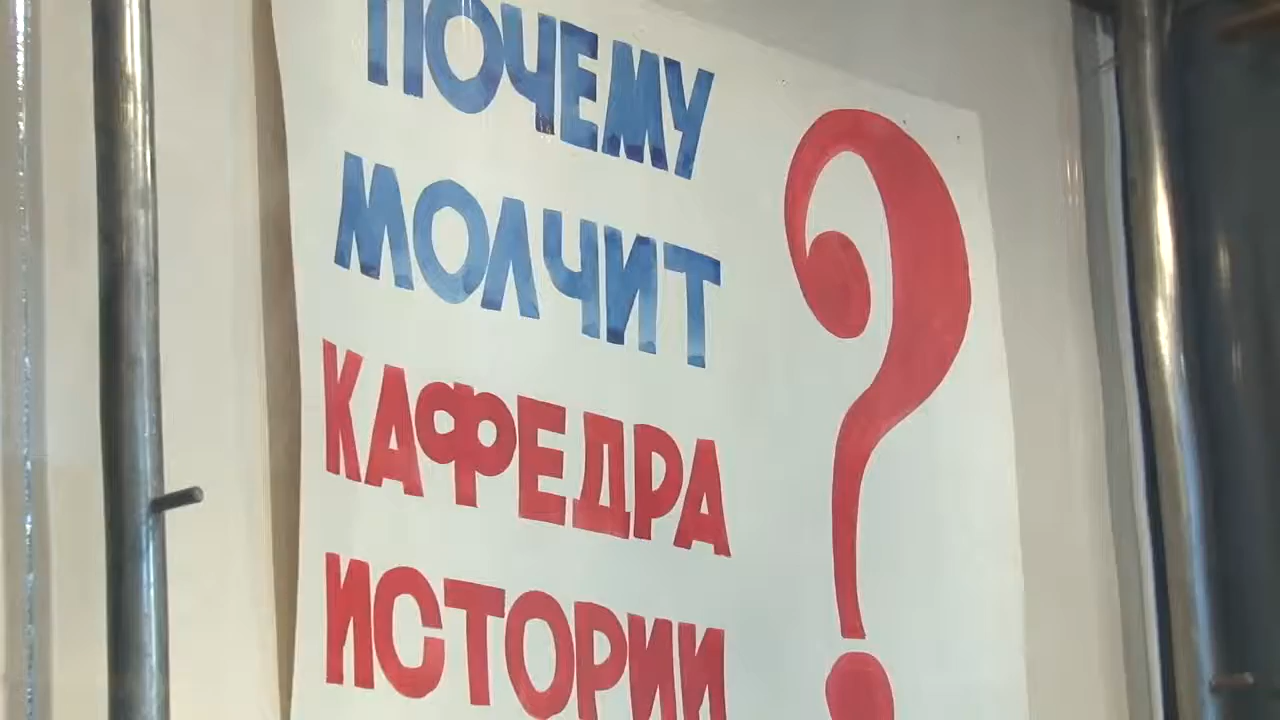 ПОЧЕМУ
МОЛЧИТ
КАФЕДРА
ИСТОРИИ
?